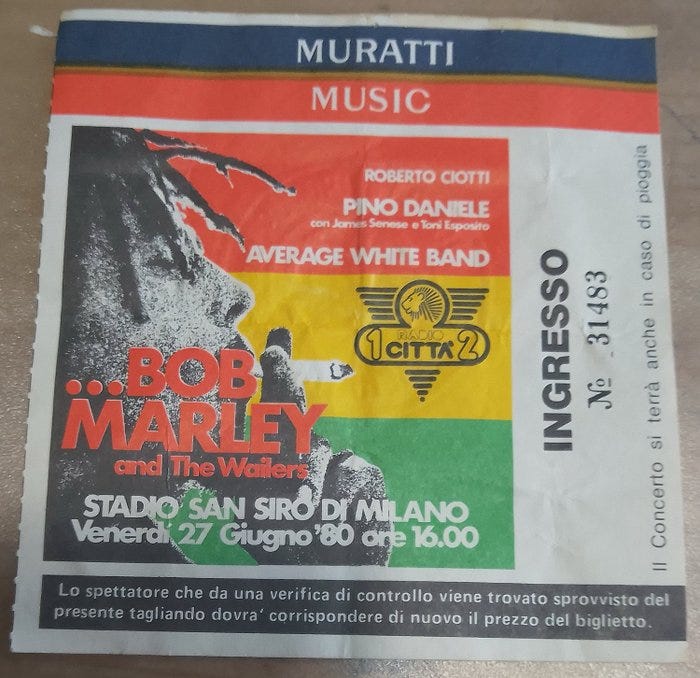 MURATTI
MUSIC
ROBERTO CIOTTI
PINO DANIELE
con James Senese e Toni Esposito
AVERAGE WHITE BAND
RADIO
1 CITTA' 2
...BOB
MARLEY
and The Wailers
STADIO SAN SIRO DI MILANO
Venerdì 27 Giugno '80 ore 16.00
INGRESSO
Nº 31483
Il Concerto si terrà anche in caso di pioggia
Lo spettatore che da una verifica di controllo viene trovato sprovvisto del
presente tagliando dovra' corrispondere di nuovo il prezzo del biglietto.